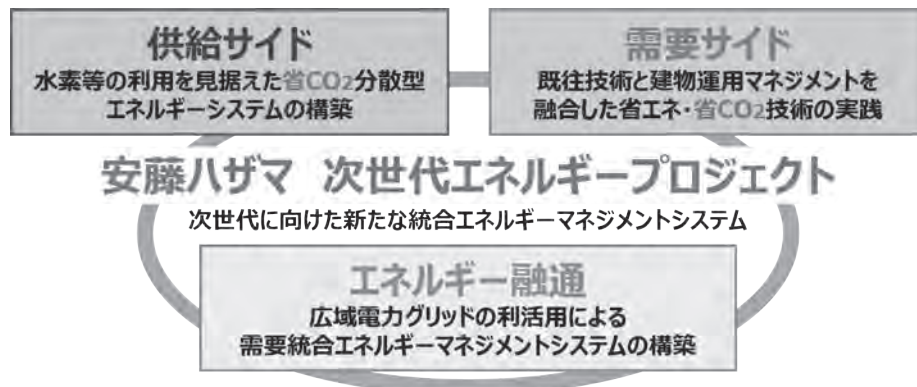 供給サイド
水素等の利用を見据えた省CO2分散型
エネルギーシステムの構築
需要サイド
既往技術と建物運用マネジメントを
融合した省エネ・省CO2技術の実践
安藤ハザマ 次世代エネルギープロジェクト
次世代に向けた新たな統合エネルギーマネジメントシステム
エネルギー融通
広域電力グリッドの利活用による
需要統合エネルギーマネジメントシステムの構築